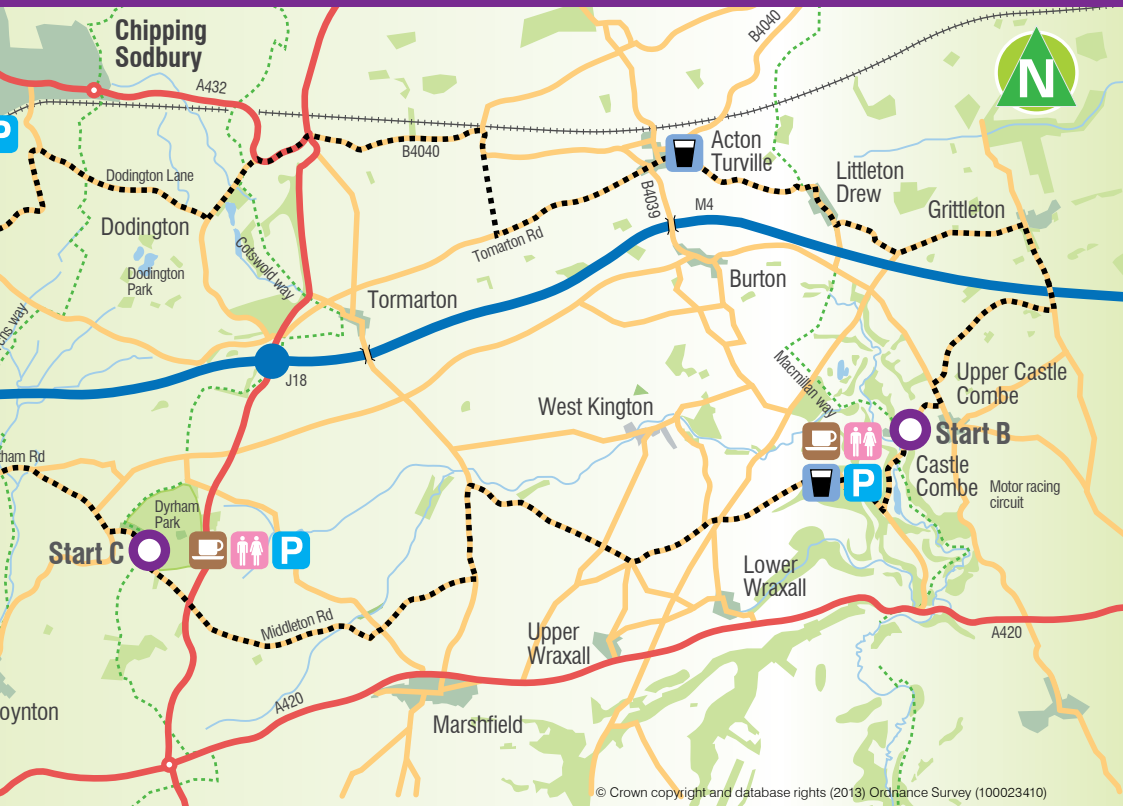 Chipping
Sodbury
B4040
N
A432
P
B4040
Acton
Turville
Dodington Lane
Littleton
Drew
B4039
M4
Grittleton
Dodington
Tomarton Rd
Cotswold way
Dodington
Park
Burton
Tormarton
ens way
J18
Macmillan way
Upper Castle
Combe
West Kington
Start B
Castle
Combe
Motor racing
circuit
P
ham Rd
Dyrham
Park
Start C
P
Lower
Wraxall
Middleton Rd
Upper
Wraxall
A420
A420
oynton
Marshfield
© Crown copyright and database rights (2013) Ordnance Survey (100023410)